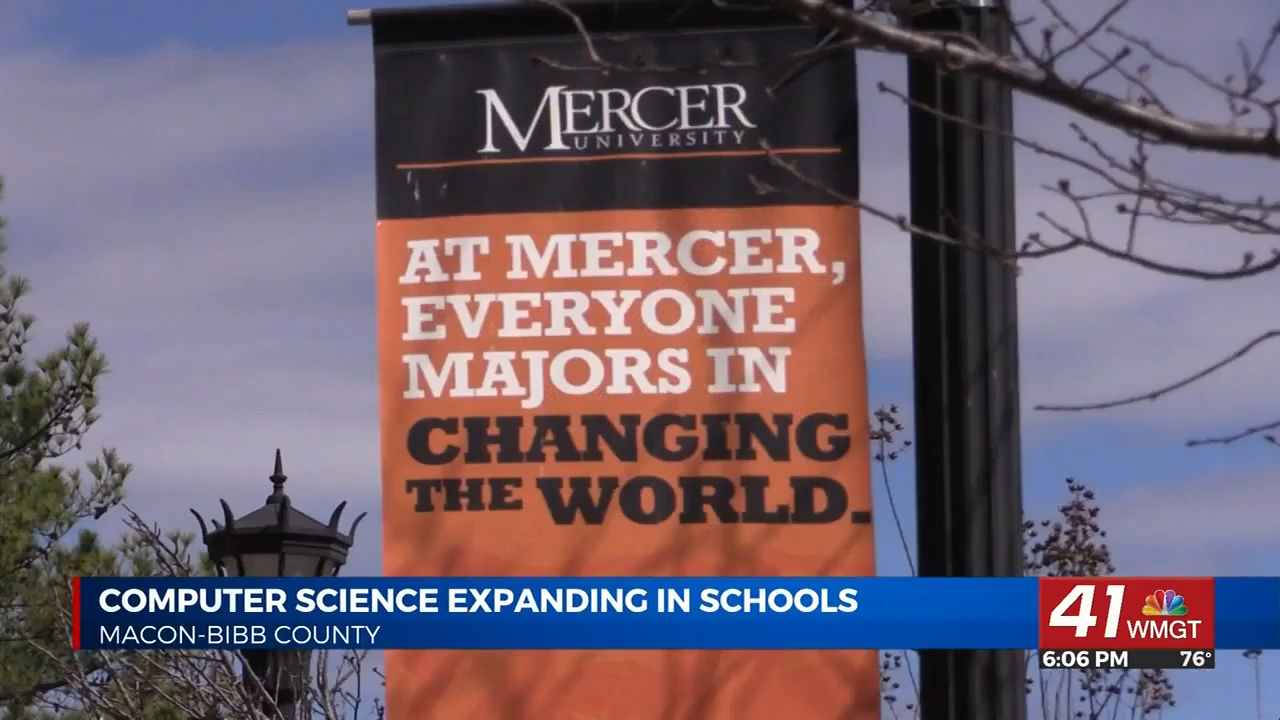 MERCER
UNIVERSITY
AT MERCER,
EVERYONE
MAJORS IN
CHANGING
THE WORLD.
COMPUTER SCIENCE EXPANDING IN SCHOOLS
MACON-BIBB COUNTY
41
WMGT
6:06 PM 76°